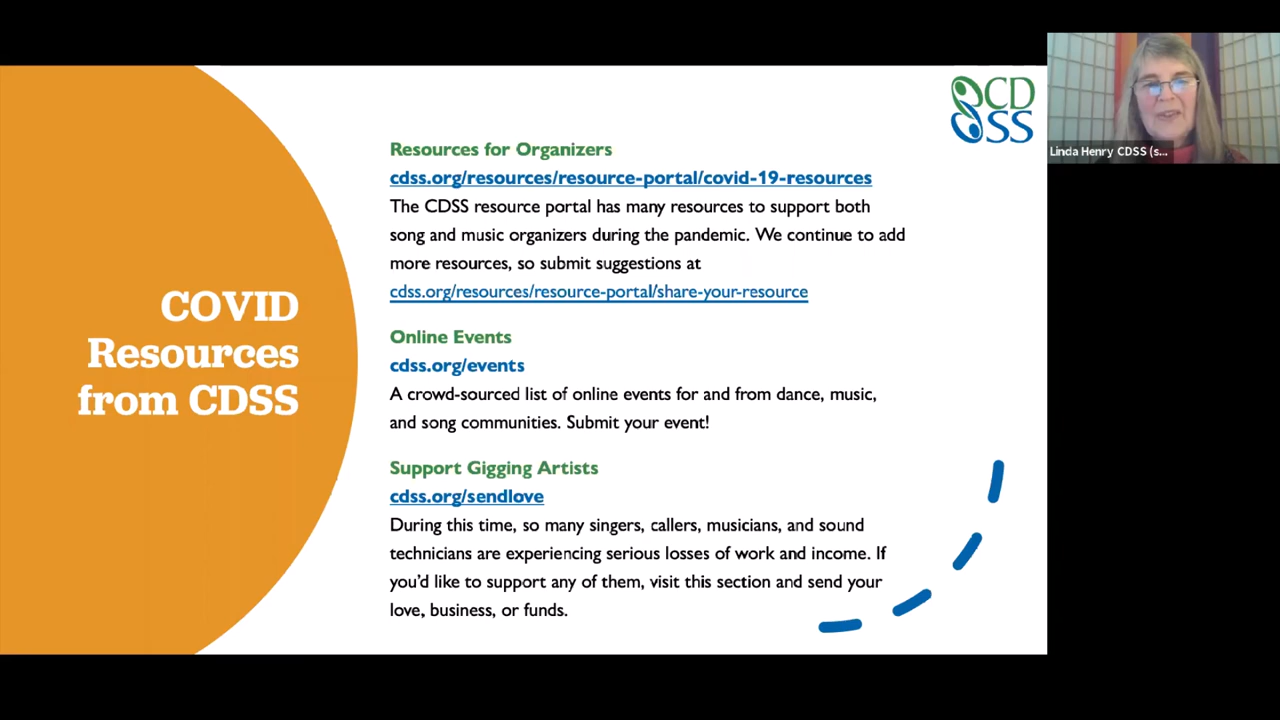 CD
SS
Linda Henry CDSS (s...
COVID
Resources
from CDSS
Resources for Organizers
cdss.org/resources/resource-portal/covid-19-resources
The CDSS resource portal has many resources to support both
song and music organizers during the pandemic. We continue to add
more resources, so submit suggestions at
cdss.org/resources/resource-portal/share-your-resource
Online Events
cdss.org/events
A crowd-sourced list of online events for and from dance, music,
and song communities. Submit your event!
Support Gigging Artists
cdss.org/sendlove
During this time, so many singers, callers, musicians, and sound
technicians are experiencing serious losses of work and income. If
you’d like to support any of them, visit this section and send your
love, business, or funds.